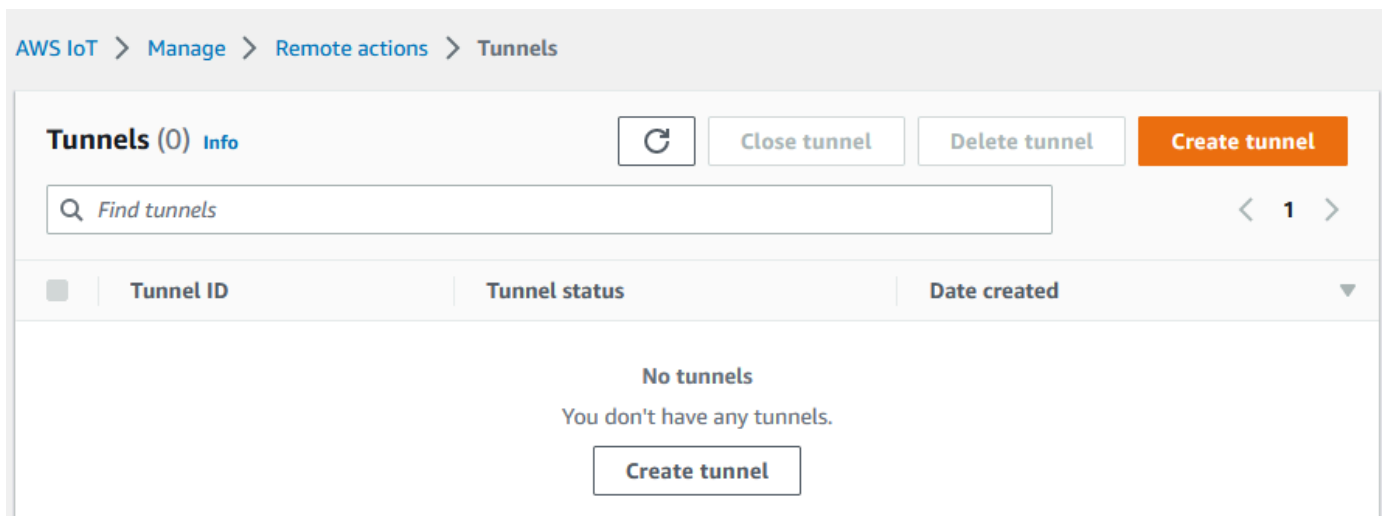 AWS IoT > Manage > Remote actions > Tunnels
Tunnels (0) Info
Close tunnel
Delete tunnel
Create tunnel
Find tunnels
< 1 >
Tunnel ID
Tunnel status
Date created
No tunnels
You don't have any tunnels.
Create tunnel